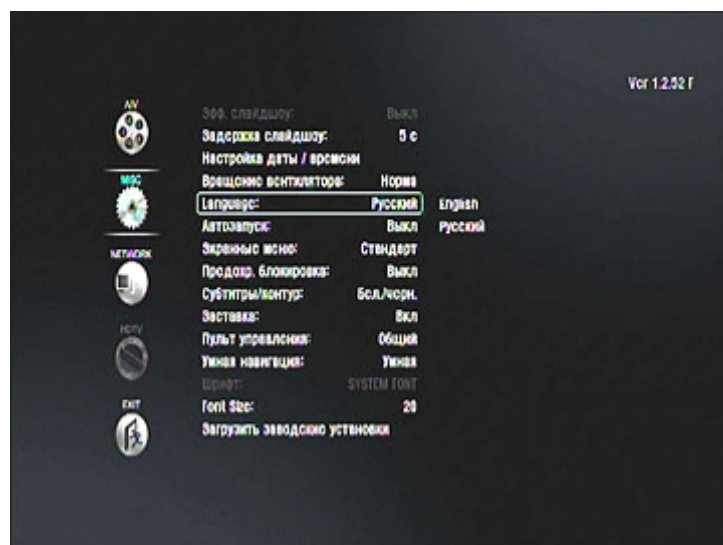 Ver 1.2.52 F
A/V
MISC
NETWORK
HDTV
EXIT
Эфф. слайдшоу: Выкл
Задержка слайдшоу: 5 с
Настройка даты / времени
Вращение вентилятора: Норма
Language: Русский
English
Автозапуск: Выкл
Русский
Экранные меню: Стандарт
Предохр. блокировка: Выкл
Субтитры/контур: Бел./черн.
Заставка: Вкл
Пульт управления: Общий
Умная навигация: Умная
Шрифт: SYSTEM FONT
Font Size: 20
Загрузить заводские установки